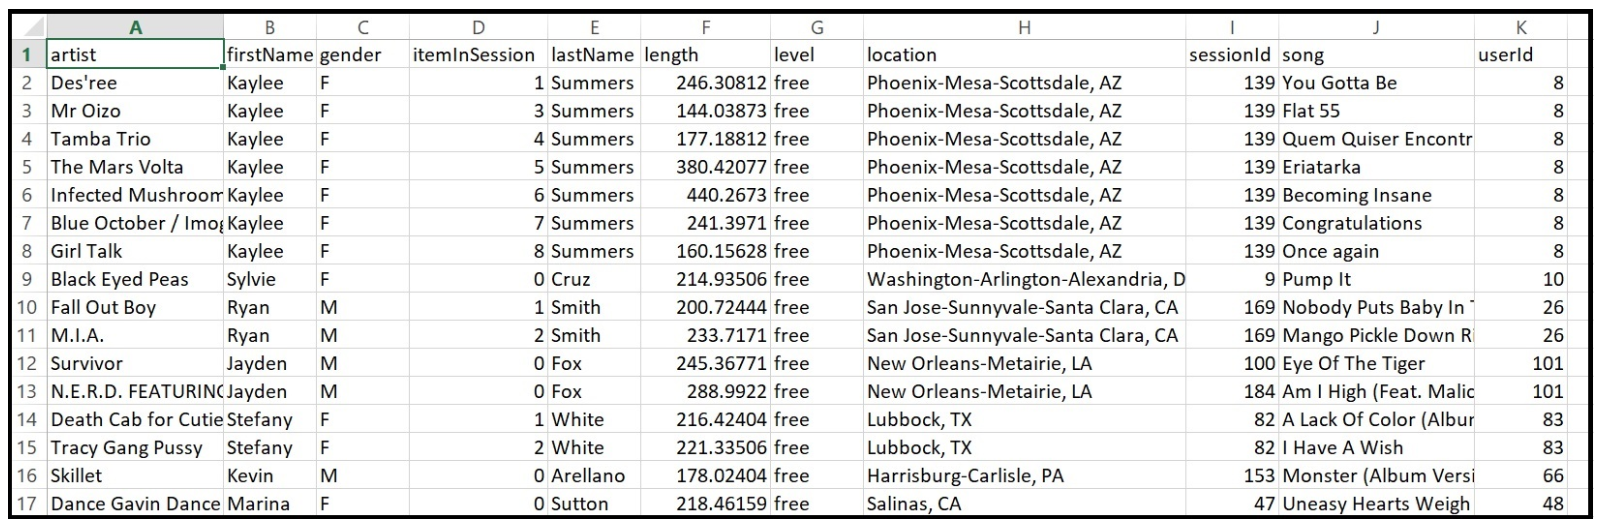 A B C D E F G H I J K
1 artist firstName gender itemInSession lastName length level location sessionId song userId
2 Des'ree Kaylee F 1 Summers 246.30812 free Phoenix-Mesa-Scottsdale, AZ 139 You Gotta Be 8
3 Mr Oizo Kaylee F 3 Summers 144.03873 free Phoenix-Mesa-Scottsdale, AZ 139 Flat 55 8
4 Tamba Trio Kaylee F 4 Summers 177.18812 free Phoenix-Mesa-Scottsdale, AZ 139 Quem Quiser Encontr 8
5 The Mars Volta Kaylee F 5 Summers 380.42077 free Phoenix-Mesa-Scottsdale, AZ 139 Eriatarka 8
6 Infected Mushroom Kaylee F 6 Summers 440.2673 free Phoenix-Mesa-Scottsdale, AZ 139 Becoming Insane 8
7 Blue October / Imog Kaylee F 7 Summers 241.3971 free Phoenix-Mesa-Scottsdale, AZ 139 Congratulations 8
8 Girl Talk Kaylee F 8 Summers 160.15628 free Phoenix-Mesa-Scottsdale, AZ 139 Once again 8
9 Black Eyed Peas Sylvie F 0 Cruz 214.93506 free Washington-Arlington-Alexandria, D 9 Pump It 10
10 Fall Out Boy Ryan M 1 Smith 200.72444 free San Jose-Sunnyvale-Santa Clara, CA 169 Nobody Puts Baby In T 26
11 M.I.A. Ryan M 2 Smith 233.7171 free San Jose-Sunnyvale-Santa Clara, CA 169 Mango Pickle Down Ri 26
12 Survivor Jayden M 0 Fox 245.36771 free New Orleans-Metairie, LA 100 Eye Of The Tiger 101
13 N.E.R.D. FEATURING Jayden M 0 Fox 288.9922 free New Orleans-Metairie, LA 184 Am I High (Feat. Malic 101
14 Death Cab for Cutie Stefany F 1 White 216.42404 free Lubbock, TX 82 A Lack Of Color (Albur 83
15 Tracy Gang Pussy Stefany F 2 White 221.33506 free Lubbock, TX 82 I Have A Wish 83
16 Skillet Kevin M 0 Arellano 178.02404 free Harrisburg-Carlisle, PA 153 Monster (Album Versi 66
17 Dance Gavin Dance Marina F 0 Sutton 218.46159 free Salinas, CA 47 Uneasy Hearts Weigh 48